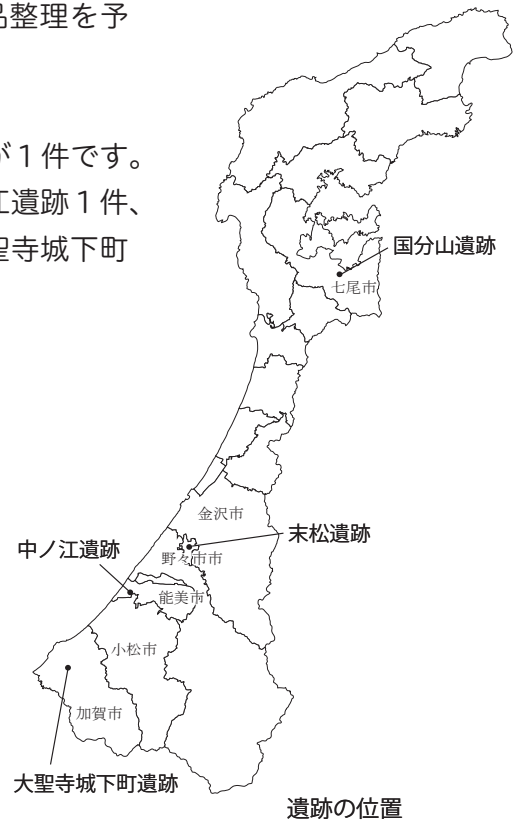 品整理を予
が1件です。
江遺跡1件、
聖寺城下町
国分山遺跡
七尾市
金沢市
末松遺跡
中ノ江遺跡
野々市市
能美市
小松市
加賀市
大聖寺城下町遺跡
遺跡の位置